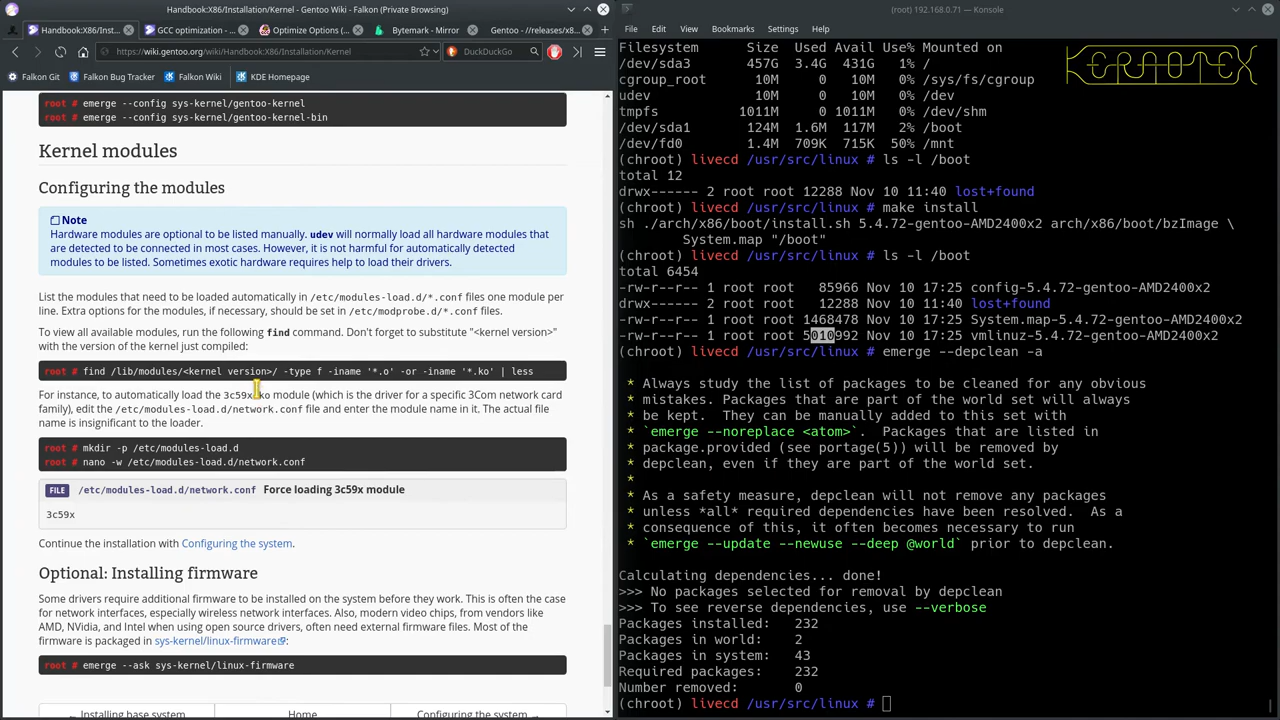 Handbook:X86/Installation/Kernel - Gentoo Wiki - Falkon (Private Browsing)
Handbook:X86/Inst...
GCC optimization - ...
Optimize Options (...
Bytemark - Mirror
Gentoo - //releases/x8...
https://wiki.gentoo.org/wiki/Handbook:X86/Installation/Kernel
DuckDuckGo
Falkon Git
Falkon Bug Tracker
Falkon Wiki
KDE Homepage
root # emerge --config sys-kernel/gentoo-kernel
root # emerge --config sys-kernel/gentoo-kernel-bin
Kernel modules
Configuring the modules
Note
Hardware modules are optional to be listed manually. udev will normally load all hardware modules that
are detected to be connected in most cases. However, it is not harmful for automatically detected
modules to be listed. Sometimes exotic hardware requires help to load their drivers.
List the modules that need to be loaded automatically in /etc/modules-load.d/*.conf files one module per
line. Extra options for the modules, if necessary, should be set in /etc/modprobe.d/*.conf files.
To view all available modules, run the following find command. Don't forget to substitute "<kernel version>"
with the version of the kernel just compiled:
root # find /lib/modules/<kernel version>/ -type f -iname '*.o' -or -iname '*.ko' | less
For instance, to automatically load the 3c59x.ko module (which is the driver for a specific 3Com network card
family), edit the /etc/modules-load.d/network.conf file and enter the module name in it. The actual file
name is insignificant to the loader.
root # mkdir -p /etc/modules-load.d
root # nano -w /etc/modules-load.d/network.conf
FILE /etc/modules-load.d/network.conf Force loading 3c59x module
3c59x
Continue the installation with Configuring the system.
Optional: Installing firmware
Some drivers require additional firmware to be installed on the system before they work. This is often the case
for network interfaces, especially wireless network interfaces. Also, modern video chips, from vendors like
AMD, NVidia, and Intel when using open source drivers, often need external firmware files. Most of the
firmware is packaged in sys-kernel/linux-firmware:
root # emerge --ask sys-kernel/linux-firmware
← Installing base system
Home
Configuring the system →
(root) 192.168.0.71 — Konsole
File Edit View Bookmarks Settings Help
KERAOTEX
Filesystem Size Used Avail Use% Mounted on
/dev/sda3 457G 3.4G 431G 1% /
cgroup_root 10M 0 10M 0% /sys/fs/cgroup
udev 10M 0 10M 0% /dev
tmpfs 1011M 0 1011M 0% /dev/shm
/dev/sda1 124M 1.6M 117M 2% /boot
/dev/fd0 1.4M 709K 715K 50% /mnt
(chroot) livecd /usr/src/linux # ls -l /boot
total 12
drwx------ 2 root root 12288 Nov 10 11:40 lost+found
(chroot) livecd /usr/src/linux # make install
sh ./arch/x86/boot/install.sh 5.4.72-gentoo-AMD2400x2 arch/x86/boot/bzImage \
System.map "/boot"
(chroot) livecd /usr/src/linux # ls -l /boot
total 6454
-rw-r--r-- 1 root root 85966 Nov 10 17:25 config-5.4.72-gentoo-AMD2400x2
drwx------ 2 root root 12288 Nov 10 11:40 lost+found
-rw-r--r-- 1 root root 1468478 Nov 10 17:25 System.map-5.4.72-gentoo-AMD2400x2
-rw-r--r-- 1 root root 5010992 Nov 10 17:25 vmlinuz-5.4.72-gentoo-AMD2400x2
(chroot) livecd /usr/src/linux # emerge --depclean -a
* Always study the list of packages to be cleaned for any obvious
* mistakes. Packages that are part of the world set will always
* be kept. They can be manually added to this set with
* `emerge --noreplace <atom>`. Packages that are listed in
* package.provided (see portage(5)) will be removed by
* depclean, even if they are part of the world set.
*
* As a safety measure, depclean will not remove any packages
* unless *all* required dependencies have been resolved. As a
* consequence of this, it often becomes necessary to run
* `emerge --update --newuse --deep @world` prior to depclean.
Calculating dependencies... done!
>>> No packages selected for removal by depclean
>>> To see reverse dependencies, use --verbose
Packages installed: 232
Packages in world: 2
Packages in system: 43
Required packages: 232
Number removed: 0
(chroot) livecd /usr/src/linux #